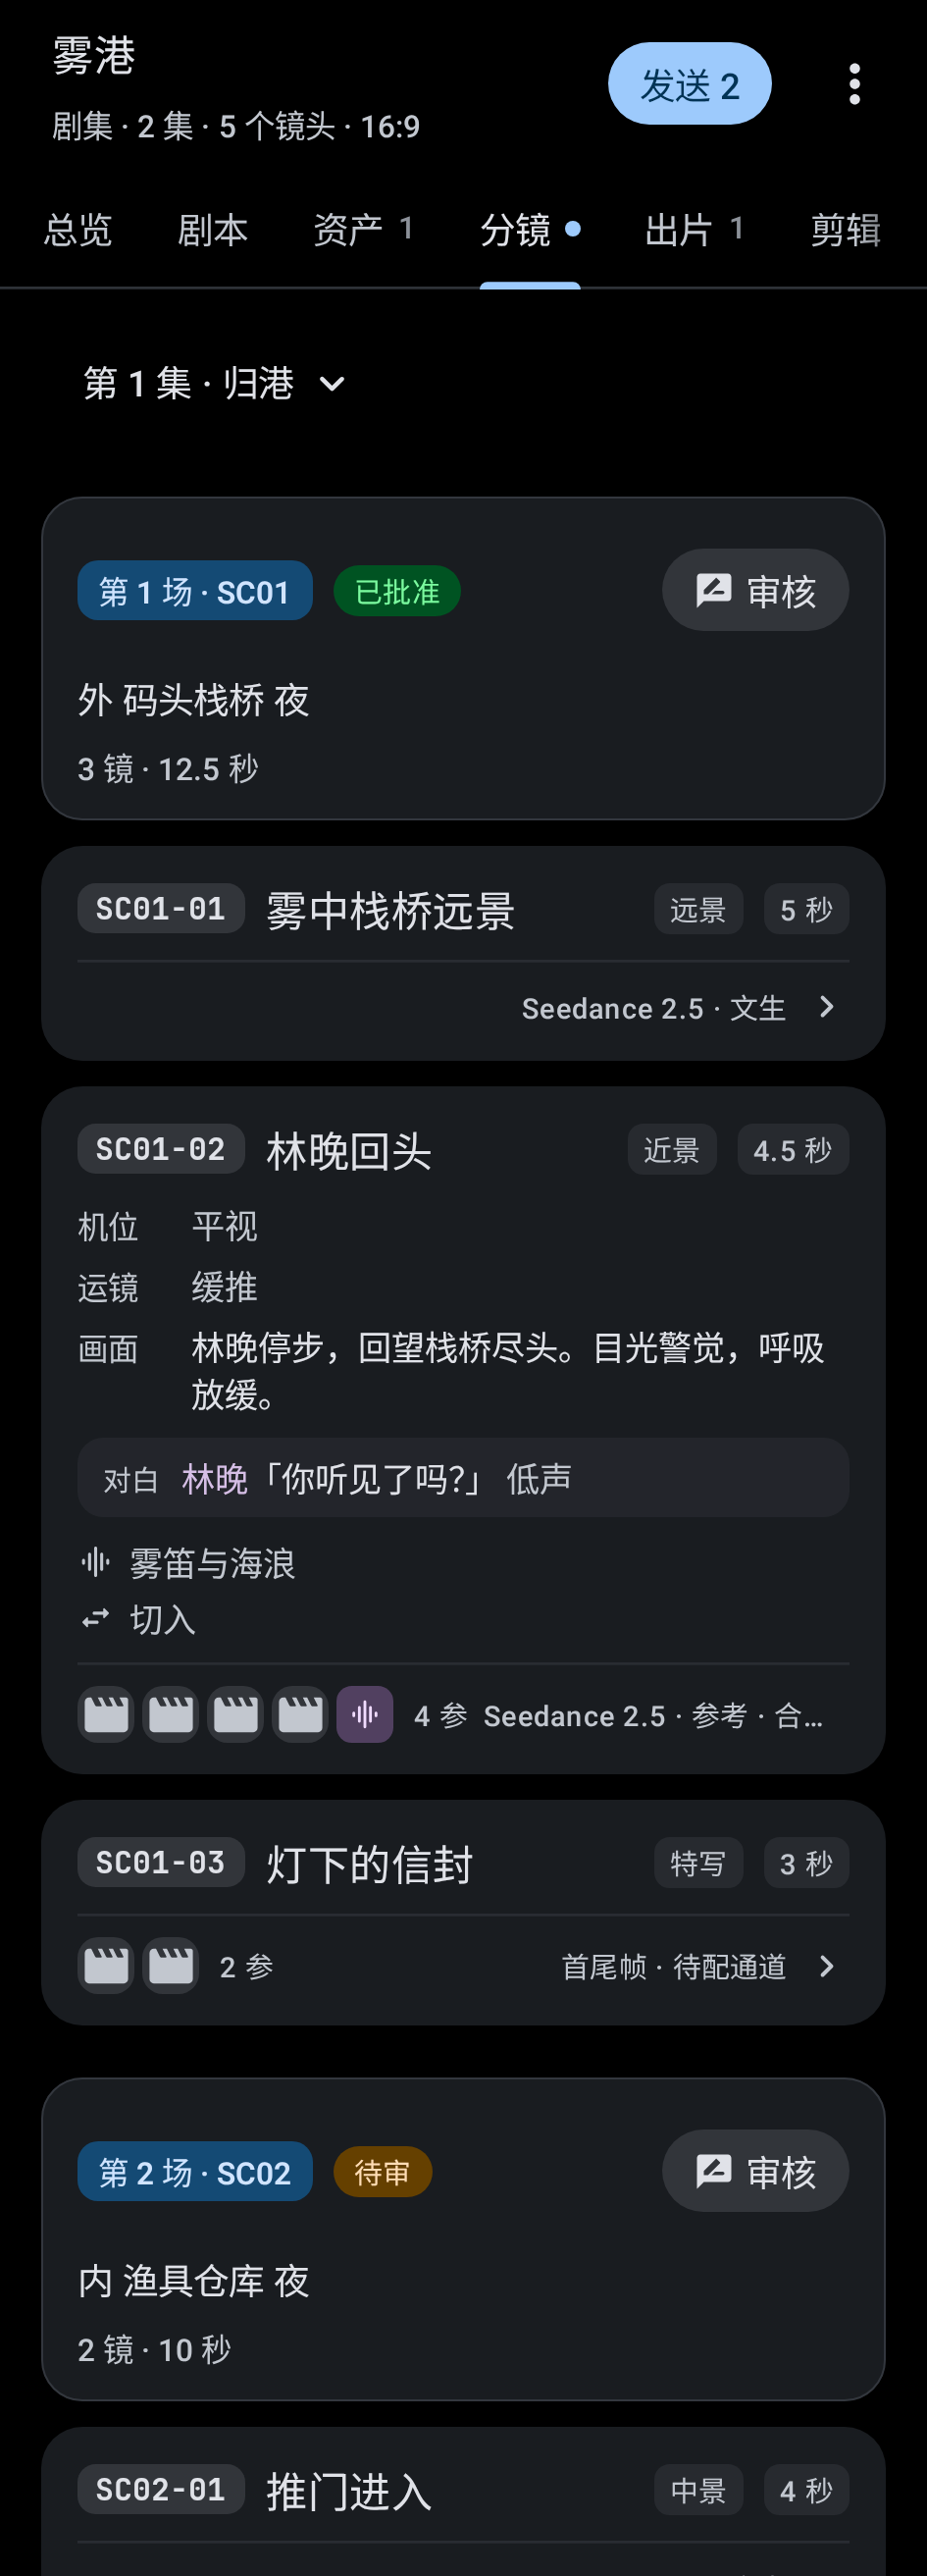 雾港
发送 2
剧集 · 2 集 · 5 个镜头 · 16:9
总览 剧本 资产 1 分镜 出片 1 剪辑
第 1 集 · 归港
第 1 场 · SC01 已批准 审核
外 码头栈桥 夜
3 镜 · 12.5 秒
SC01-01 雾中栈桥远景 远景 5 秒
Seedance 2.5 · 文生
SC01-02 林晚回头 近景 4.5 秒
机位 平视
运镜 缓推
画面 林晚停步，回望栈桥尽头。目光警觉，呼吸
放缓。
对白 林晚「你听见了吗？」 低声
雾笛与海浪
切入
4 参 Seedance 2.5 · 参考 · 合…
SC01-03 灯下的信封 特写 3 秒
2 参 首尾帧 · 待配通道
第 2 场 · SC02 待审 审核
内 渔具仓库 夜
2 镜 · 10 秒
SC02-01 推门进入 中景 4 秒